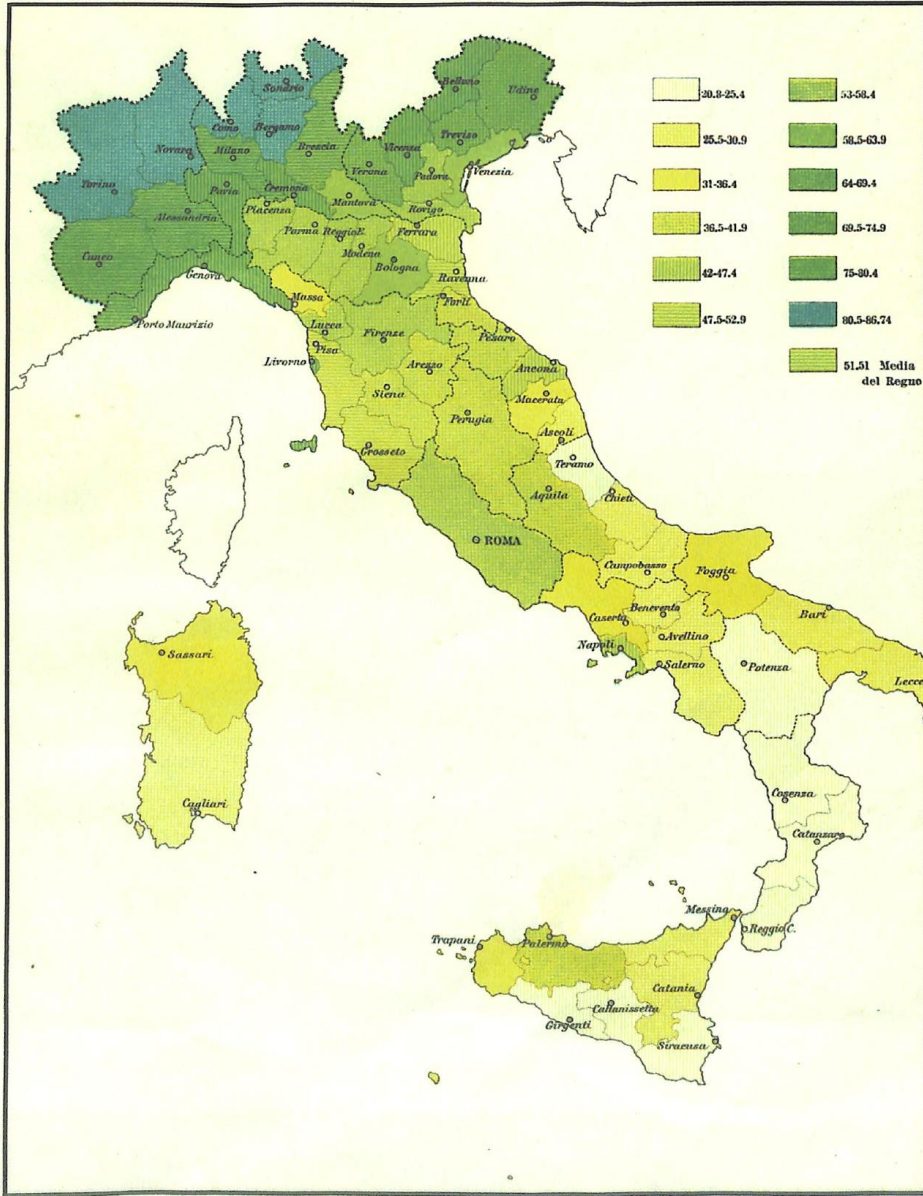 Sondrio
Belluno
Udine
Como
Bergamo
Novara
Milano
Brescia
Vicenza
Treviso
Verona
Padova
Venezia
Torino
Pavia
Cremona
Mantova
Rovigo
Alessandria
Piacenza
Parma
Reggio E.
Ferrara
Modena
Cuneo
Genova
Bologna
Ravenna
Massa
Forlì
Porto Maurizio
Lucca
Firenze
Pesaro
Pisa
Livorno
Arezzo
Ancona
Siena
Macerata
Perugia
Grosseto
Ascoli
Teramo
Aquila
Chieti
ROMA
Campobasso
Foggia
Benevento
Caserta
Bari
Napoli
Avellino
Salerno
Potenza
Lecce
Sassari
Cagliari
Cosenza
Catanzaro
Messina
Reggio C.
Trapani
Palermo
Catania
Caltanissetta
Girgenti
Siracusa
20.8-25.4
25.5-30.9
31-36.4
36.5-41.9
42-47.4
47.5-52.9
53-58.4
58.5-63.9
64-69.4
69.5-74.9
75-80.4
80.5-86.74
51,51 Media
del Regno